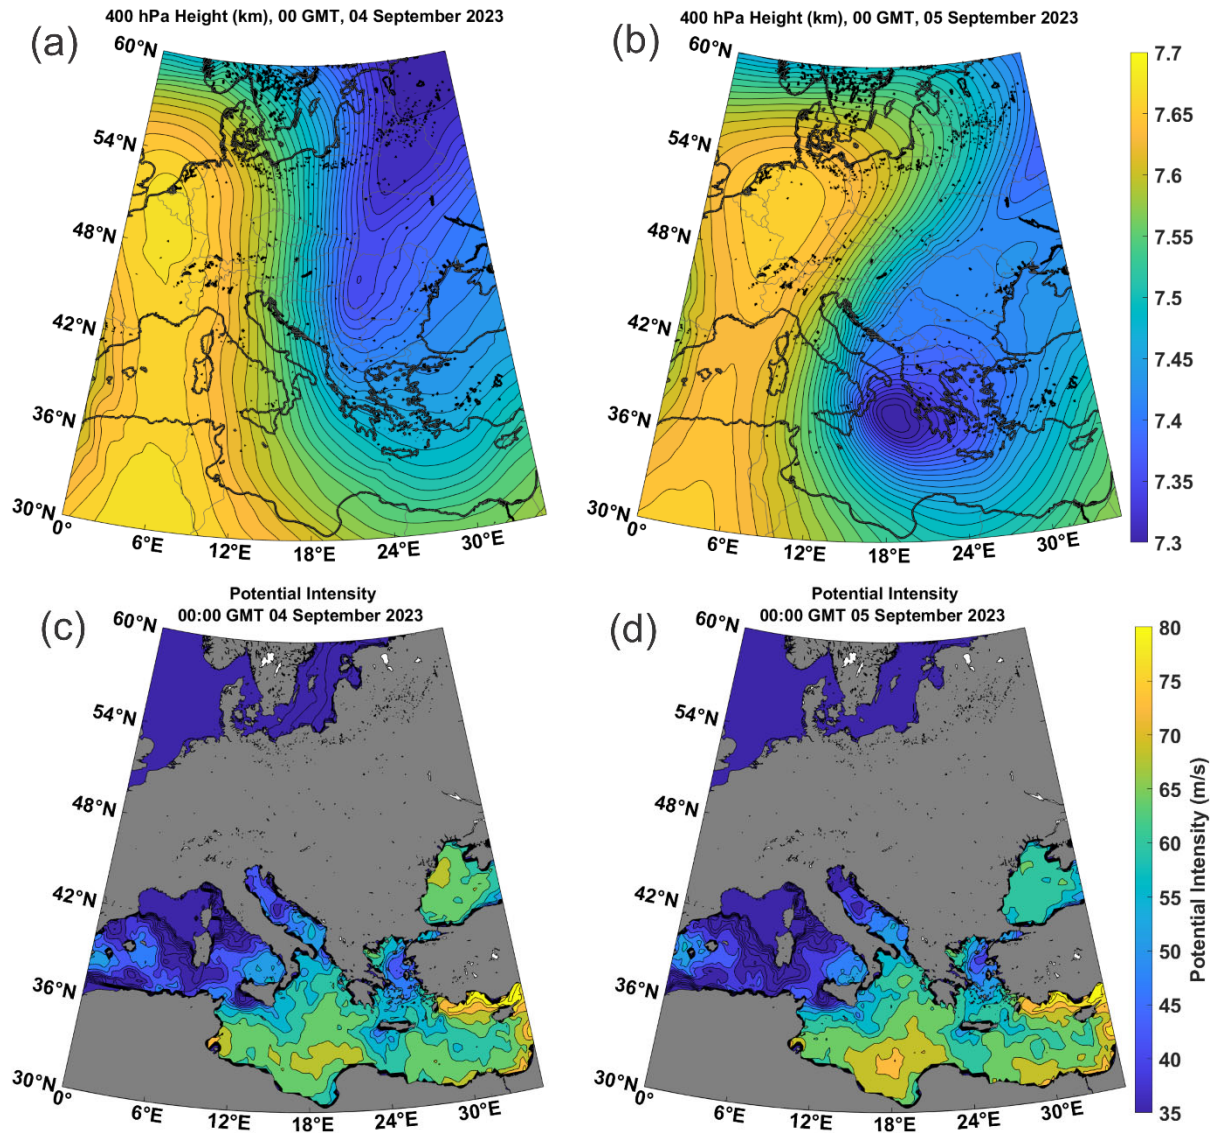 400 hPa Height (km), 00 GMT, 04 September 2023
(a)
60°N
54°N
48°N
42°N
36°N
30°N
0°
6°E
12°E
18°E
24°E
30°E
400 hPa Height (km), 00 GMT, 05 September 2023
(b)
60°N
54°N
48°N
42°N
36°N
30°N
0°
6°E
12°E
18°E
24°E
30°E
7.7
7.65
7.6
7.55
7.5
7.45
7.4
7.35
7.3
Potential Intensity
00:00 GMT 04 September 2023
(c)
60°N
54°N
48°N
42°N
36°N
30°N
0°
6°E
12°E
18°E
24°E
30°E
Potential Intensity
00:00 GMT 05 September 2023
(d)
60°N
54°N
48°N
42°N
36°N
30°N
0°
6°E
12°E
18°E
24°E
30°E
80
75
70
65
60
55
50
45
40
35
Potential Intensity (m/s)